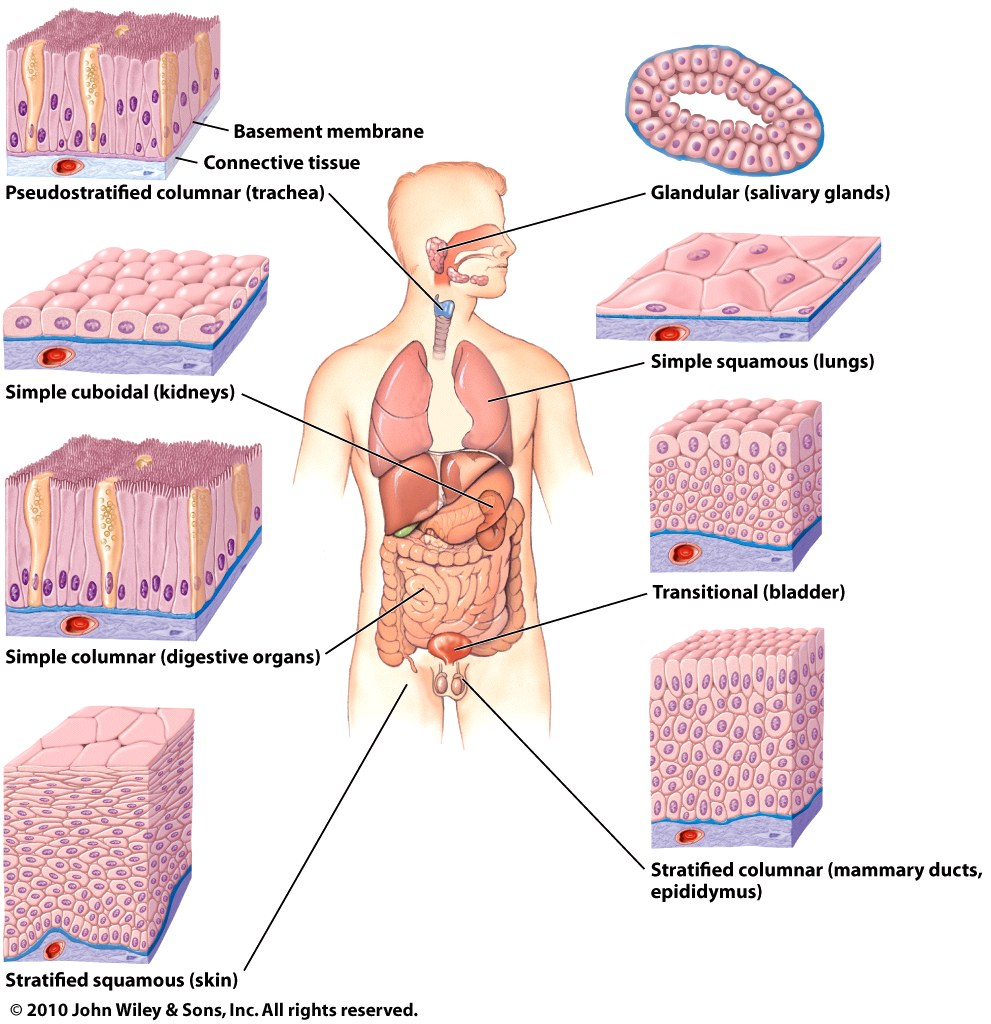 Basement membrane
Connective tissue
Pseudostratified columnar (trachea)
Glandular (salivary glands)
Simple squamous (lungs)
Simple cuboidal (kidneys)
Transitional (bladder)
Simple columnar (digestive organs)
Stratified columnar (mammary ducts,
epididymus)
Stratified squamous (skin)
© 2010 John Wiley & Sons, Inc. All rights reserved.